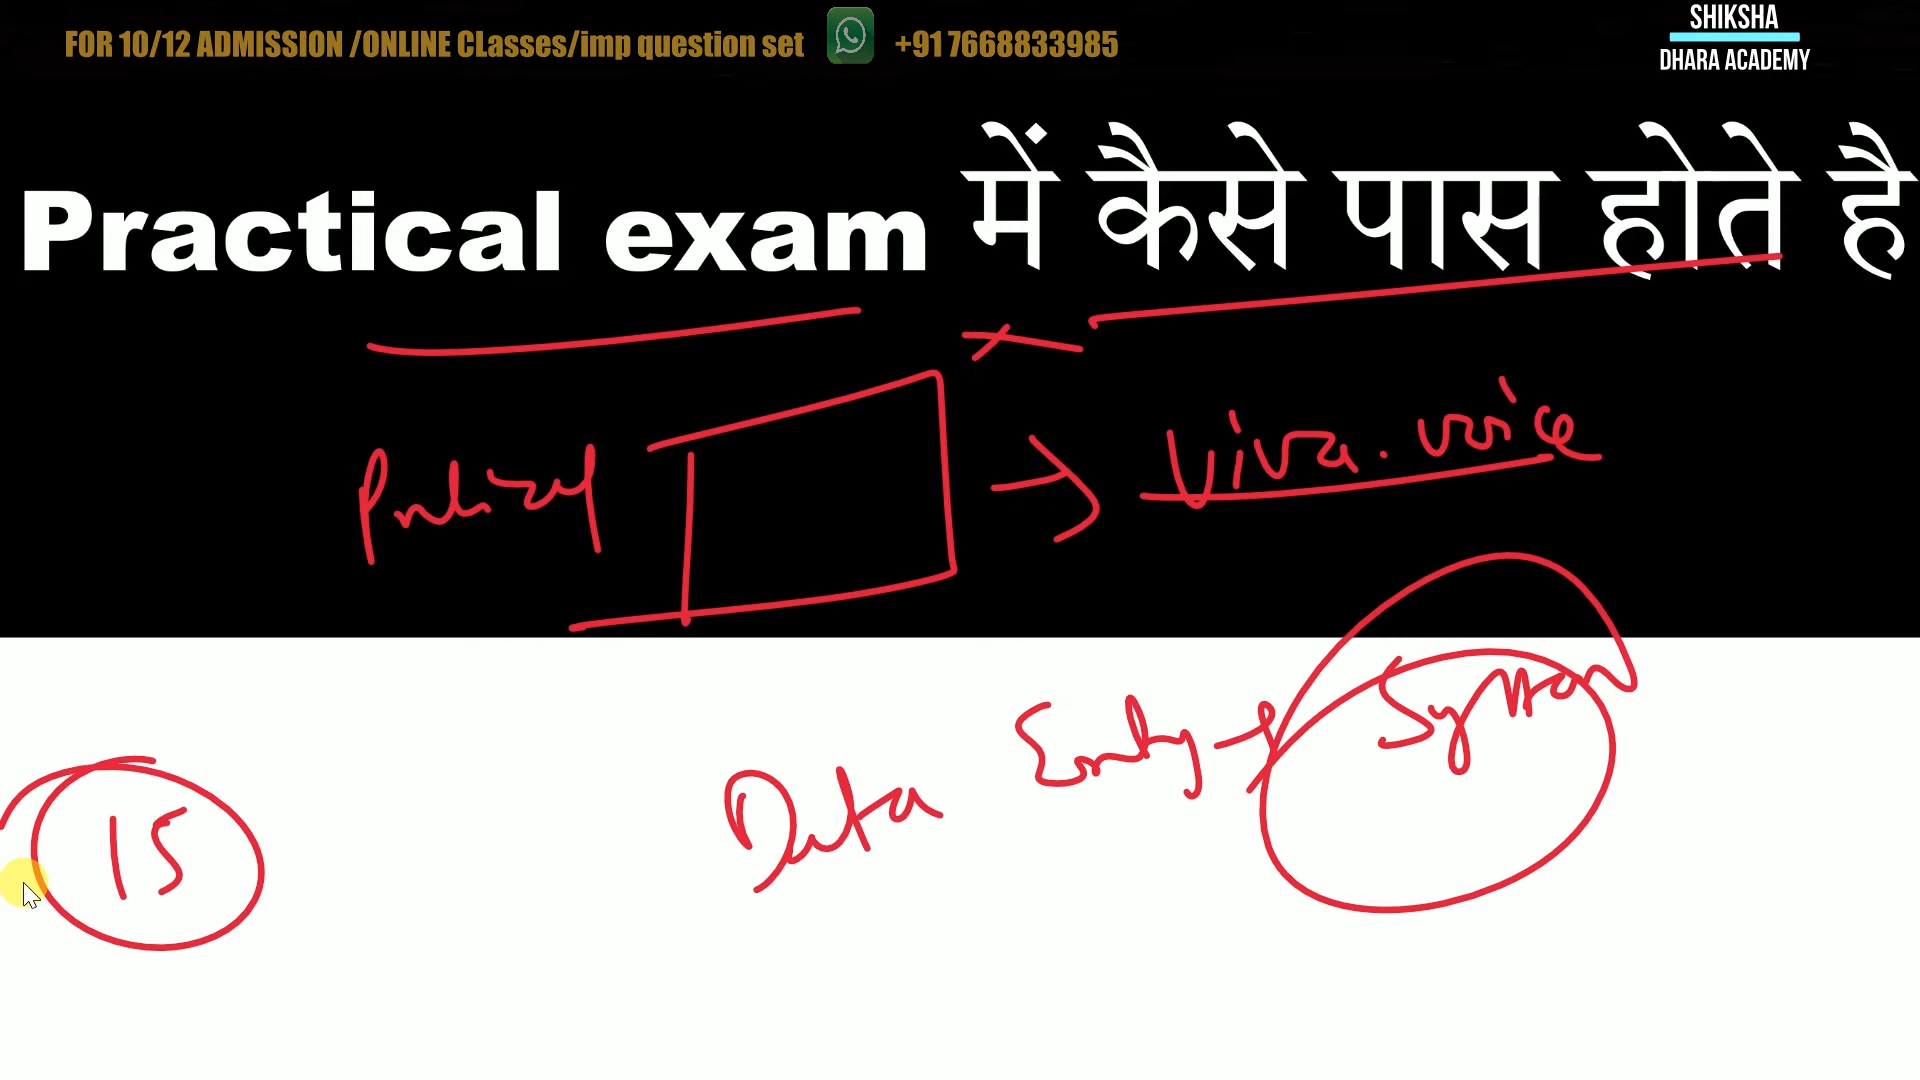 FOR 10/12 ADMISSION /ONLINE CLasses/imp question set +91 7668833985
SHIKSHA
DHARA ACADEMY
Practical exam में कैसे पास होते है
Viva.
Data Entry
15